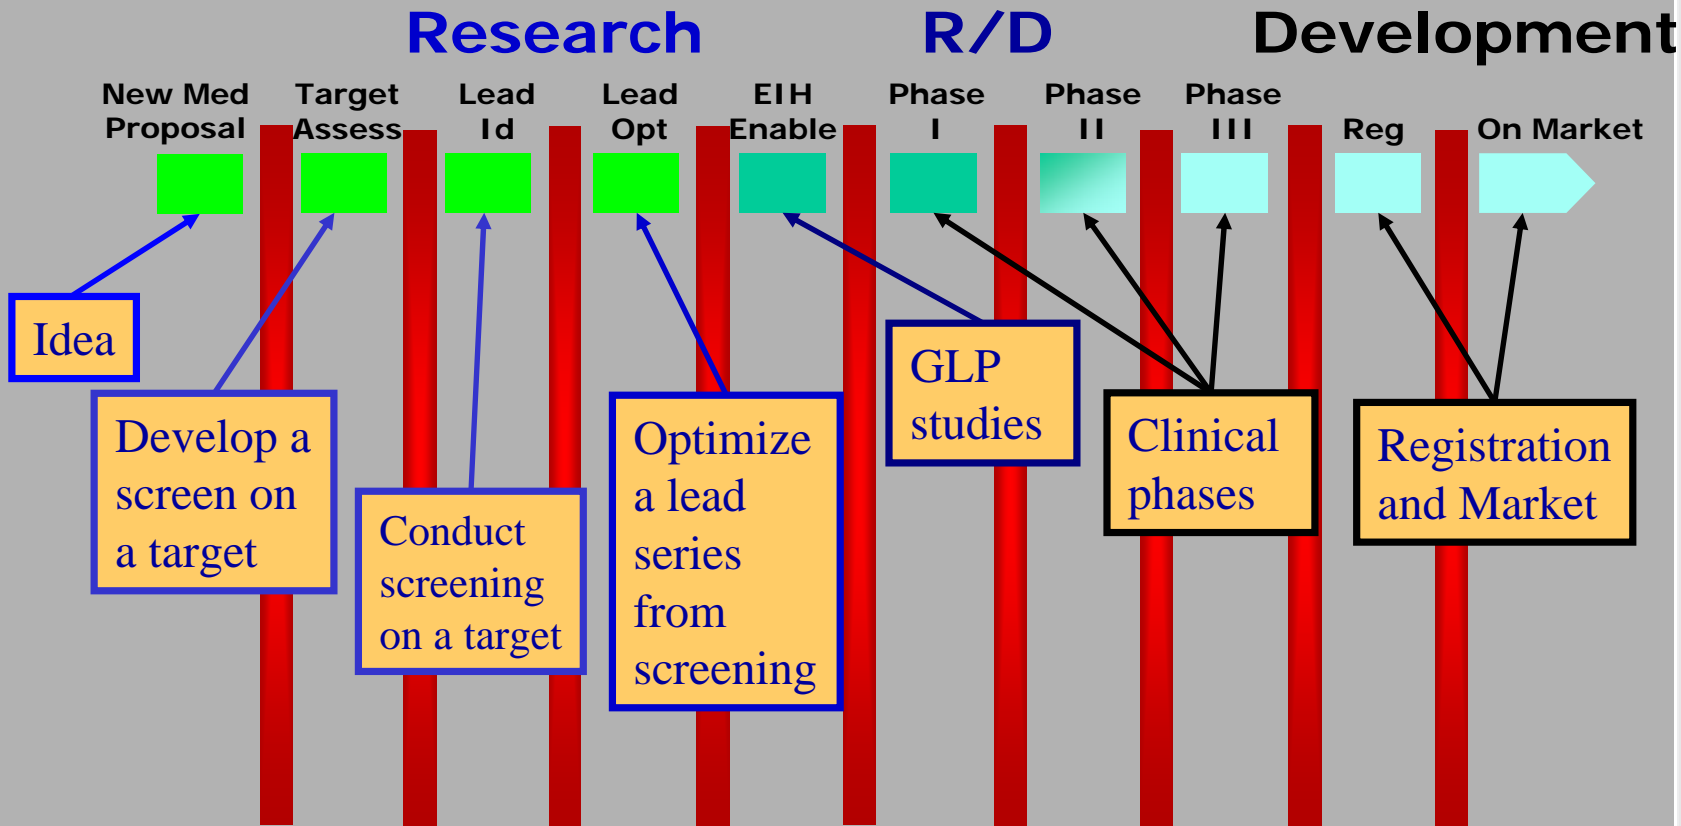 Research
R/D
Development
New Med
Proposal
Target
Assess
Lead
Id
Lead
Opt
EIH
Enable
Phase
I
Phase
II
Phase
III
Reg
On Market
Idea
Develop a
screen on
a target
Conduct
screening
on a target
Optimize
a lead
series
from
screening
GLP
studies
Clinical
phases
Registration
and Market